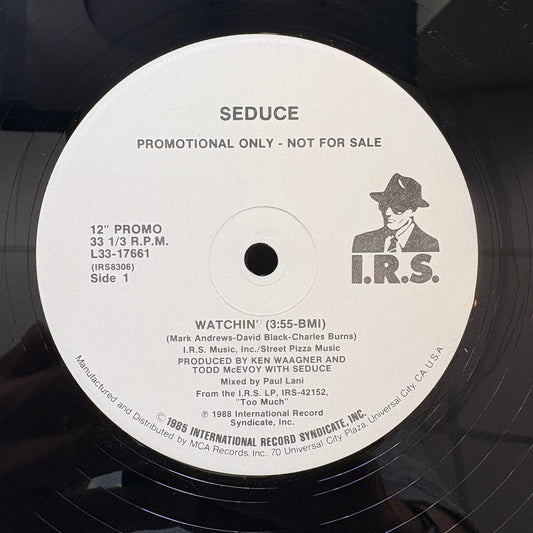 SEDUCE
PROMOTIONAL ONLY - NOT FOR SALE
12" PROMO
33 1/3 R.P.M.
L33-17661
(IRS8306)
Side 1
I.R.S.
WATCHIN' (3:55-BMI)
(Mark Andrews-David Black-Charles Burns)
I.R.S. Music, Inc./Street Pizza Music
PRODUCED BY KEN WAAGNER AND
TODD McEVOY WITH SEDUCE
Mixed by Paul Lani
From the I.R.S. LP, IRS-42152,
"Too Much"
℗ 1988 International Record
Syndicate, Inc.
© 1985 INTERNATIONAL RECORD SYNDICATE, INC.
Manufactured and Distributed by MCA Records, Inc., 70 Universal City Plaza, Universal City, CA. U.S.A.